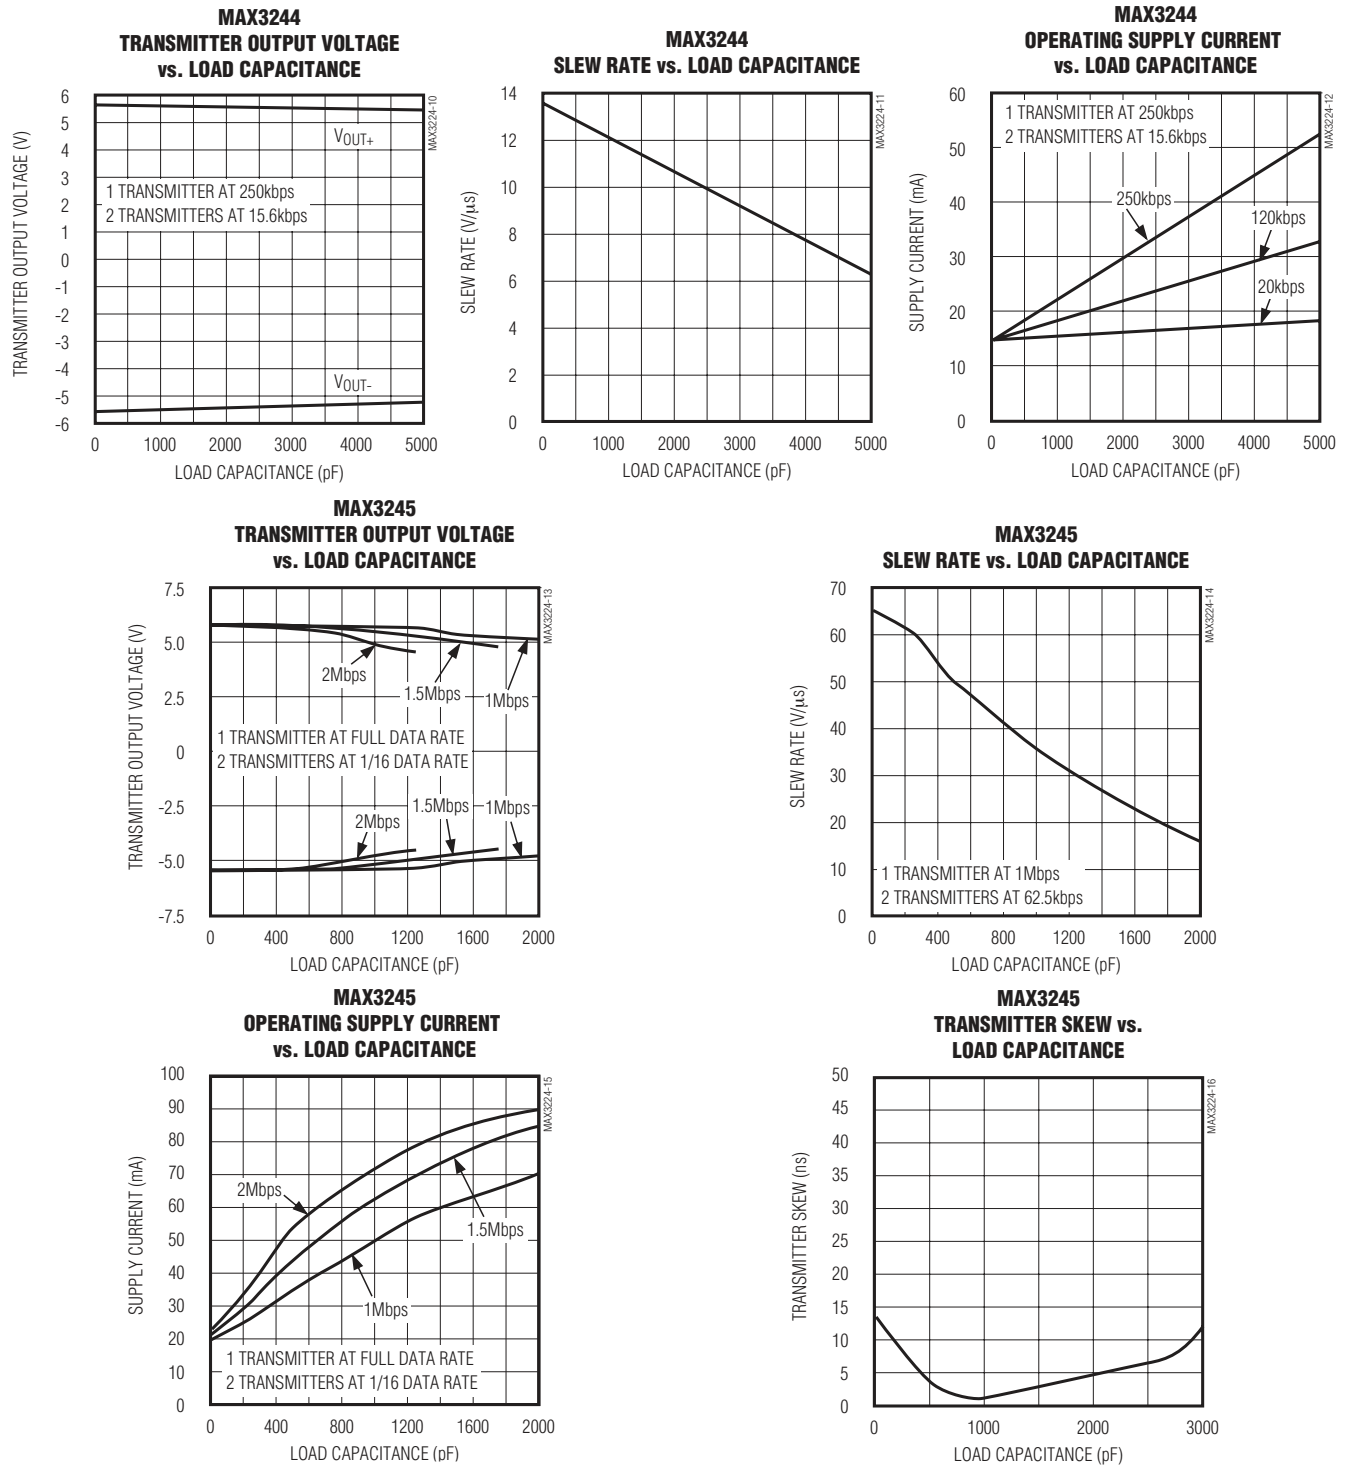 MAX3244
TRANSMITTER OUTPUT VOLTAGE
vs. LOAD CAPACITANCE
MAX3224-10
TRANSMITTER OUTPUT VOLTAGE (V)
6
5
4
3
2
1
0
-1
-2
-3
-4
-5
-6
VOUT+
1 TRANSMITTER AT 250kbps
2 TRANSMITTERS AT 15.6kbps
VOUT-
0 1000 2000 3000 4000 5000
LOAD CAPACITANCE (pF)
MAX3244
SLEW RATE vs. LOAD CAPACITANCE
MAX3224-11
SLEW RATE (V/μs)
14
12
10
8
6
4
2
0
0 1000 2000 3000 4000 5000
LOAD CAPACITANCE (pF)
MAX3244
OPERATING SUPPLY CURRENT
vs. LOAD CAPACITANCE
MAX3224-12
SUPPLY CURRENT (mA)
60
50
40
30
20
10
0
1 TRANSMITTER AT 250kbps
2 TRANSMITTERS AT 15.6kbps
250kbps
120kbps
20kbps
0 1000 2000 3000 4000 5000
LOAD CAPACITANCE (pF)
MAX3245
TRANSMITTER OUTPUT VOLTAGE
vs. LOAD CAPACITANCE
MAX3224-13
TRANSMITTER OUTPUT VOLTAGE (V)
7.5
5.0
2.5
0
-2.5
-5.0
-7.5
2Mbps
1.5Mbps
1Mbps
1 TRANSMITTER AT FULL DATA RATE
2 TRANSMITTERS AT 1/16 DATA RATE
1.5Mbps
1Mbps
2Mbps
0 400 800 1200 1600 2000
LOAD CAPACITANCE (pF)
MAX3245
SLEW RATE vs. LOAD CAPACITANCE
MAX3224-14
SLEW RATE (V/μs)
70
60
50
40
30
20
10
0
1 TRANSMITTER AT 1Mbps
2 TRANSMITTERS AT 62.5kbps
0 400 800 1200 1600 2000
LOAD CAPACITANCE (pF)
MAX3245
OPERATING SUPPLY CURRENT
vs. LOAD CAPACITANCE
MAX3224-15
SUPPLY CURRENT (mA)
100
90
80
70
60
50
40
30
20
10
0
2Mbps
1.5Mbps
1Mbps
1 TRANSMITTER AT FULL DATA RATE
2 TRANSMITTERS AT 1/16 DATA RATE
0 400 800 1200 1600 2000
LOAD CAPACITANCE (pF)
MAX3245
TRANSMITTER SKEW vs.
LOAD CAPACITANCE
MAX3224-16
TRANSMITTER SKEW (ns)
50
45
40
35
30
25
20
15
10
5
0
0 1000 2000 3000
LOAD CAPACITANCE (pF)